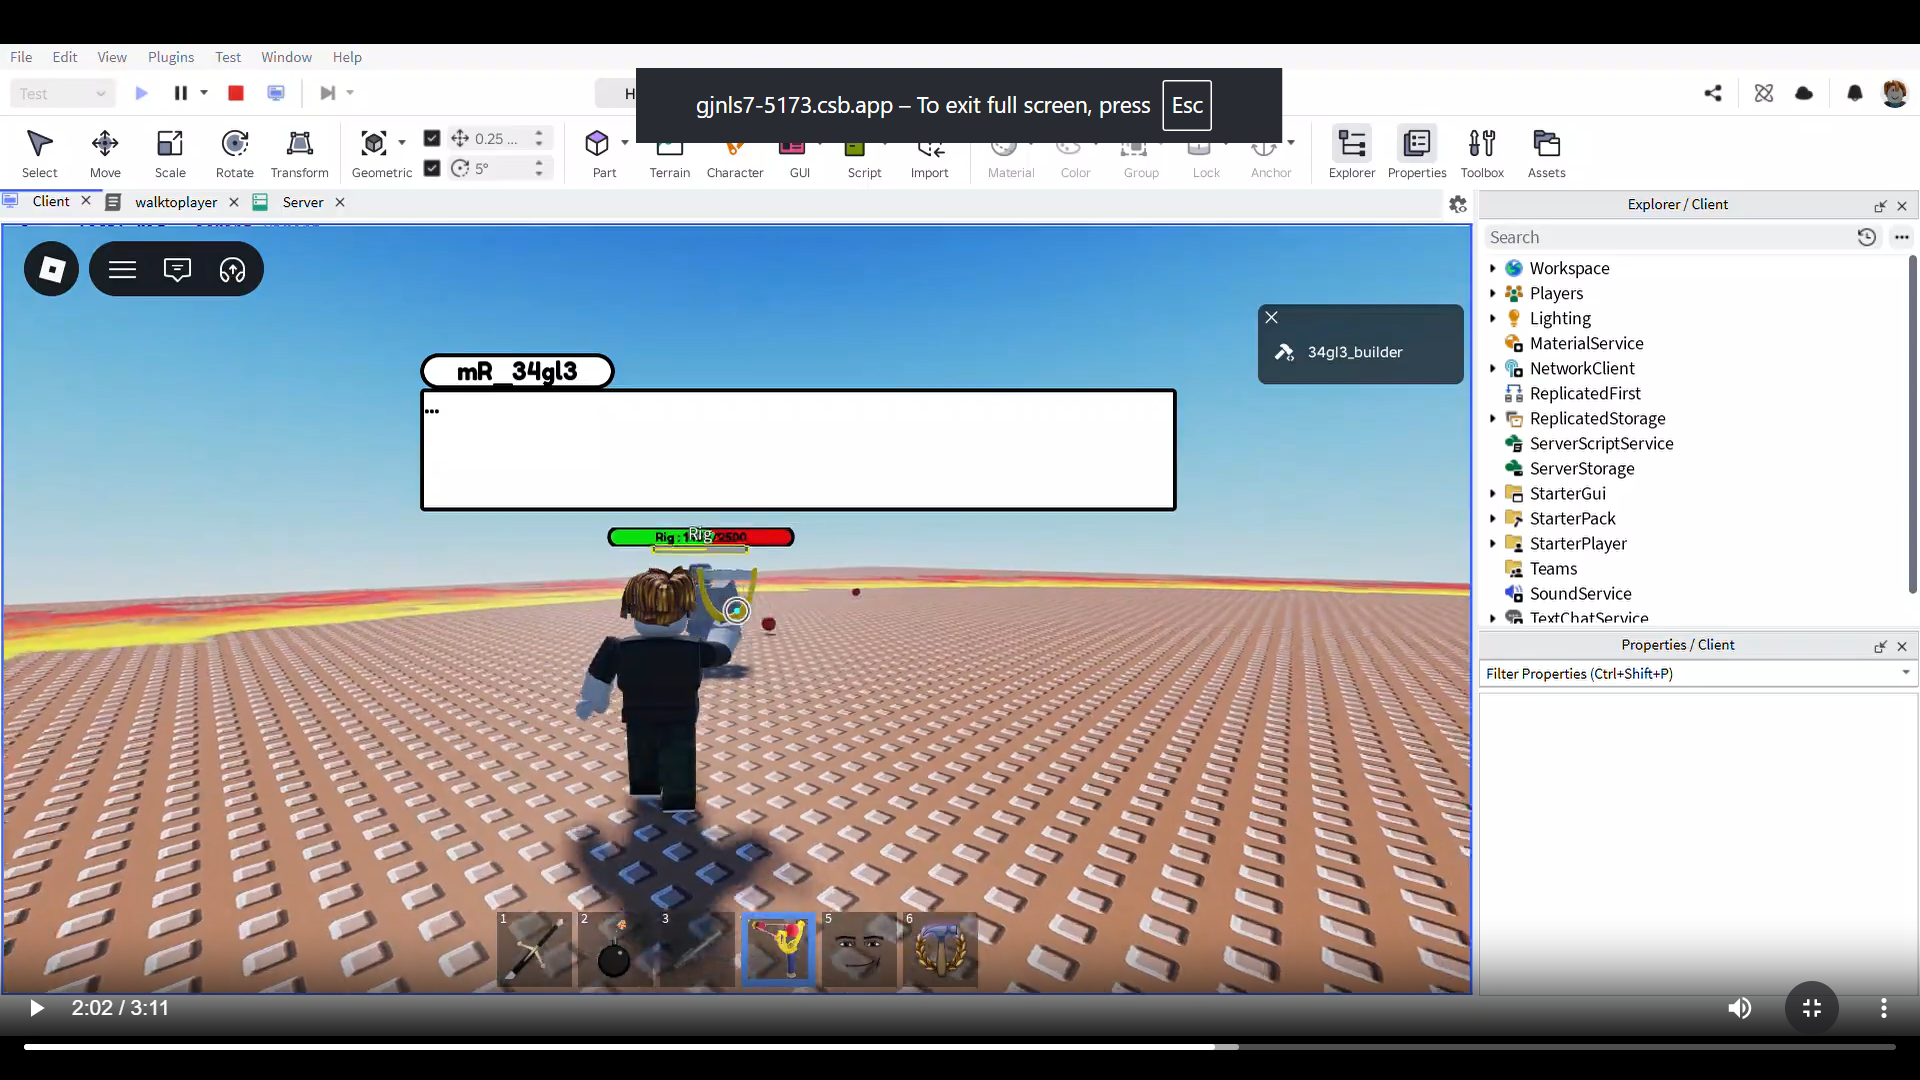 File Edit View Plugins Test Window Help
Test
gjnls7-5173.csb.app – To exit full screen, press Esc
0.25 ...
5°
Select Move Scale Rotate Transform Geometric Part Terrain Character GUI Script Import Material Color Group Lock Anchor Explorer Properties Toolbox Assets
Client walktoplayer Server
Explorer / Client
Search
Workspace
Players
Lighting
MaterialService
NetworkClient
ReplicatedFirst
ReplicatedStorage
ServerScriptService
ServerStorage
StarterGui
StarterPack
StarterPlayer
Teams
SoundService
TextChatService
Properties / Client
Filter Properties (Ctrl+Shift+P)
34gl3_builder
mR_34gl3
...
Rig
Rig :
/2500
1 2 3 5 6
2:02 / 3:11